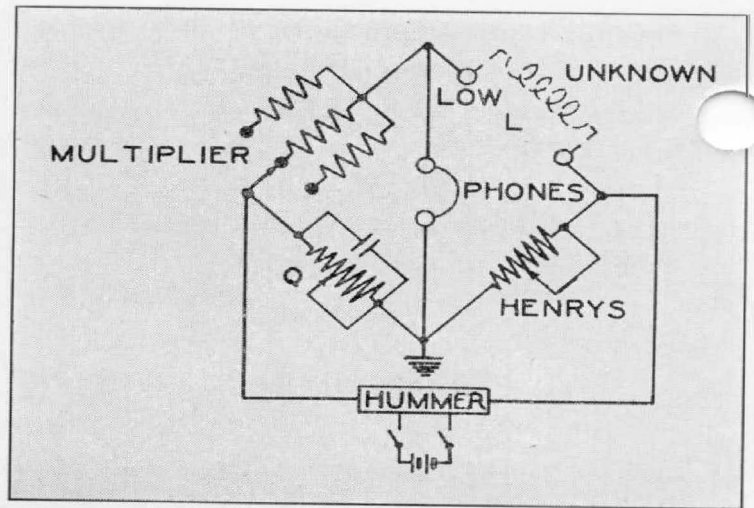 UNKNOWN
LOW
L
MULTIPLIER
PHONES
Q
HENRYS
HUMMER